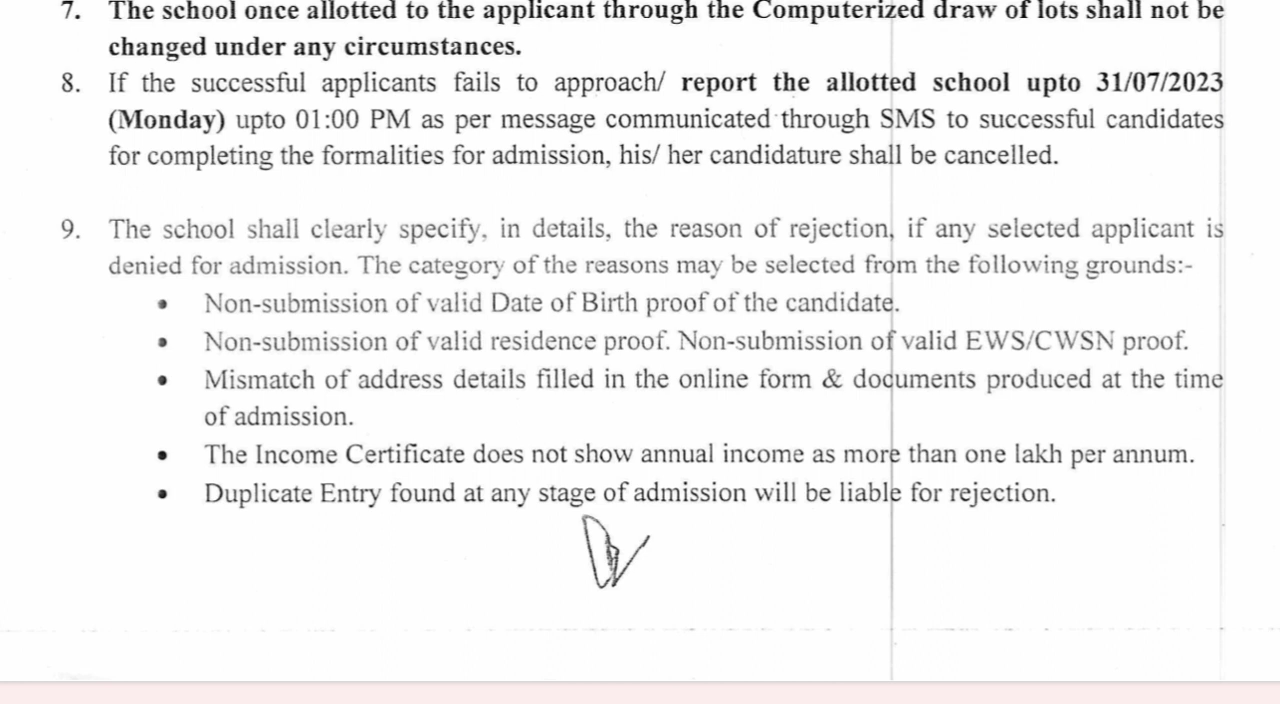 7. The school once allotted to the applicant through the Computerized draw of lots shall not be
changed under any circumstances.
8. If the successful applicants fails to approach/ report the allotted school upto 31/07/2023
(Monday) upto 01:00 PM as per message communicated through SMS to successful candidates
for completing the formalities for admission, his/ her candidature shall be cancelled.
9. The school shall clearly specify, in details, the reason of rejection, if any selected applicant is
denied for admission. The category of the reasons may be selected from the following grounds:-
• Non-submission of valid Date of Birth proof of the candidate.
• Non-submission of valid residence proof. Non-submission of valid EWS/CWSN proof.
• Mismatch of address details filled in the online form & documents produced at the time
of admission.
• The Income Certificate does not show annual income as more than one lakh per annum.
• Duplicate Entry found at any stage of admission will be liable for rejection.